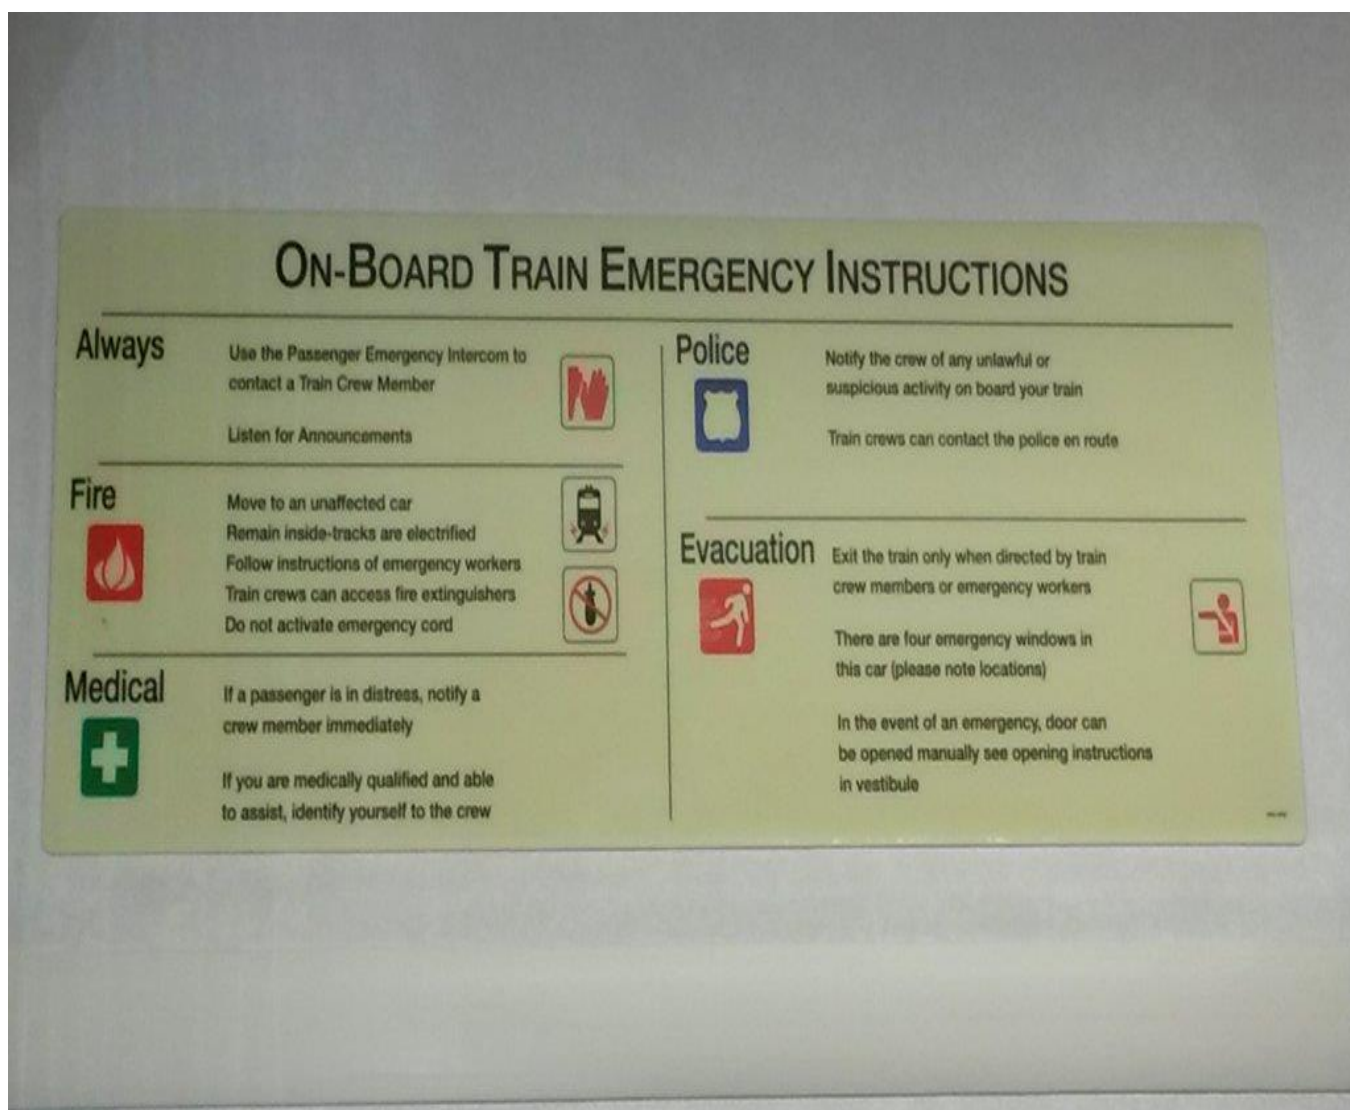 ON-BOARD TRAIN EMERGENCY INSTRUCTIONS
Always
Use the Passenger Emergency Intercom to
contact a Train Crew Member
Listen for Announcements
Fire
Move to an unaffected car
Remain inside-tracks are electrified
Follow instructions of emergency workers
Train crews can access fire extinguishers
Do not activate emergency cord
Medical
If a passenger is in distress, notify a
crew member immediately
If you are medically qualified and able
to assist, identify yourself to the crew
Police
Notify the crew of any unlawful or
suspicious activity on board your train
Train crews can contact the police en route
Evacuation
Exit the train only when directed by train
crew members or emergency workers
There are four emergency windows in
this car (please note locations)
In the event of an emergency, door can
be opened manually see opening instructions
in vestibule